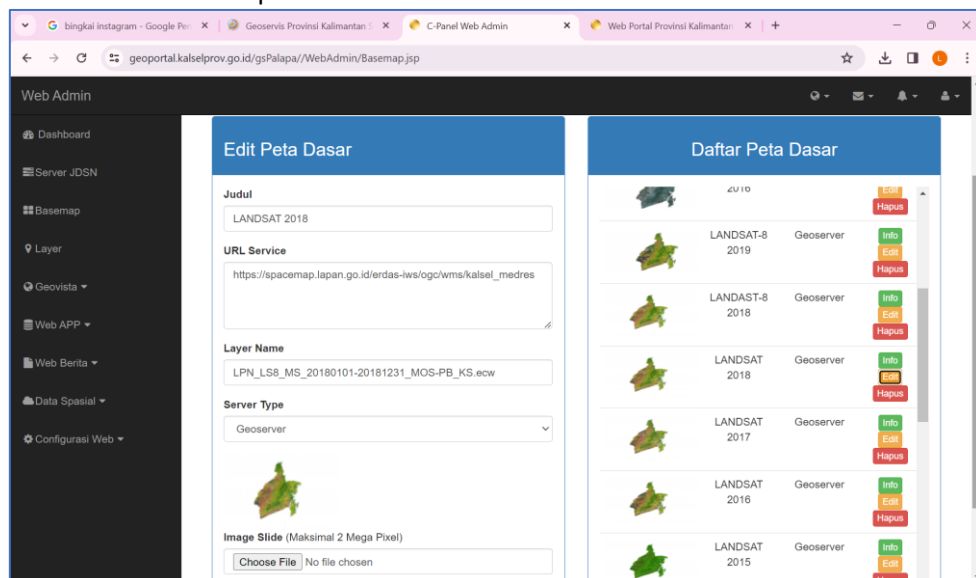 bingkai instagram - Google Pen
Geoservis Provinsi Kalimantan S
C-Panel Web Admin
Web Portal Provinsi Kalimantan
geoportal.kalselprov.go.id/gsPalapa//WebAdmin/Basemap.jsp
L
Web Admin
Dashboard
Server JDSN
Basemap
Layer
Geovista
Web APP
Web Berita
Data Spasial
Configurasi Web
Edit Peta Dasar
Judul
LANDSAT 2018
URL Service
https://spacemap.lapan.go.id/erdas-iws/ogc/wms/kalsel_medres
Layer Name
LPN_LS8_MS_20180101-20181231_MOS-PB_KS.ecw
Server Type
Geoserver
Image Slide (Maksimal 2 Mega Pixel)
Choose File No file chosen
Daftar Peta Dasar
2016
Edit
Hapus
LANDSAT-8 Geoserver Info
2019 Edit
Hapus
LANDAST-8 Geoserver Info
2018 Edit
Hapus
LANDSAT Geoserver Info
2018 Edit
Hapus
LANDSAT Geoserver Info
2017 Edit
Hapus
LANDSAT Geoserver Info
2016 Edit
Hapus
LANDSAT Geoserver Info
2015 Edit
Hapus